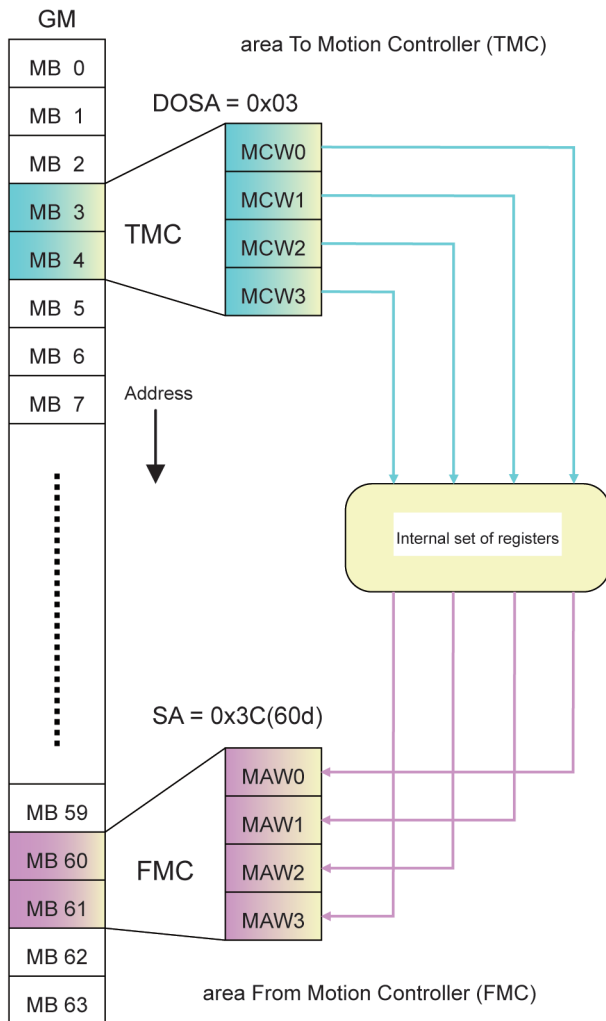 GM
area To Motion Controller (TMC)
MB 0
MB 1
MB 2
MB 3
MB 4
MB 5
MB 6
MB 7
DOSA = 0x03
TMC
MCW0
MCW1
MCW2
MCW3
Address
Internal set of registers
SA = 0x3C(60d)
MB 59
MB 60
MB 61
MB 62
MB 63
FMC
MAW0
MAW1
MAW2
MAW3
area From Motion Controller (FMC)